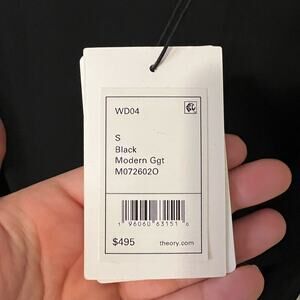 WD04
S
Black
Modern Ggt
M072602O
1 96060 63151 6
$495 theory.com